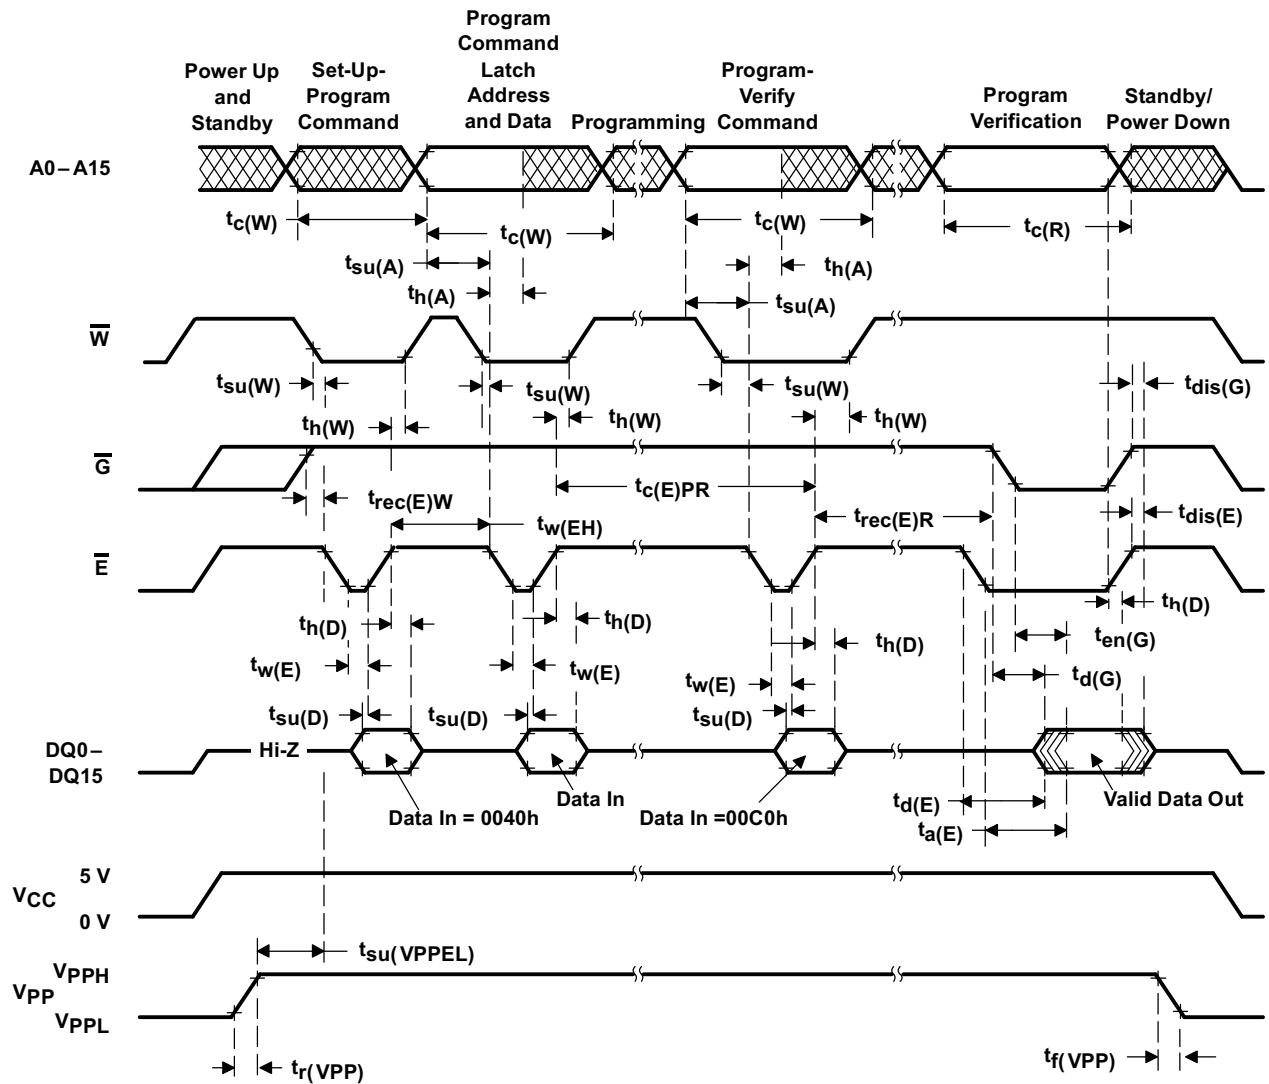 Power Up
and
Standby
Set-Up-
Program
Command
Program
Command
Latch
Address
and Data
Programming
Program-
Verify
Command
Program
Verification
Standby/
Power Down
A0–A15
tc(W)
tc(W)
tc(W)
tc(R)
tsu(A)
th(A)
th(A)
tsu(A)
W
tsu(W)
tsu(W)
tsu(W)
tdis(G)
th(W)
th(W)
th(W)
G
trec(E)W
tc(E)PR
trec(E)R
tdis(E)
tw(EH)
E
th(D)
th(D)
th(D)
th(D)
ten(G)
tw(E)
tw(E)
tw(E)
td(G)
tsu(D)
tsu(D)
tsu(D)
DQ0–
DQ15
Hi-Z
Data In = 0040h
Data In
Data In =00C0h
Valid Data Out
td(E)
ta(E)
5 V
VCC
0 V
tsu(VPPEL)
VPPH
VPP
VPPL
tr(VPP)
tf(VPP)